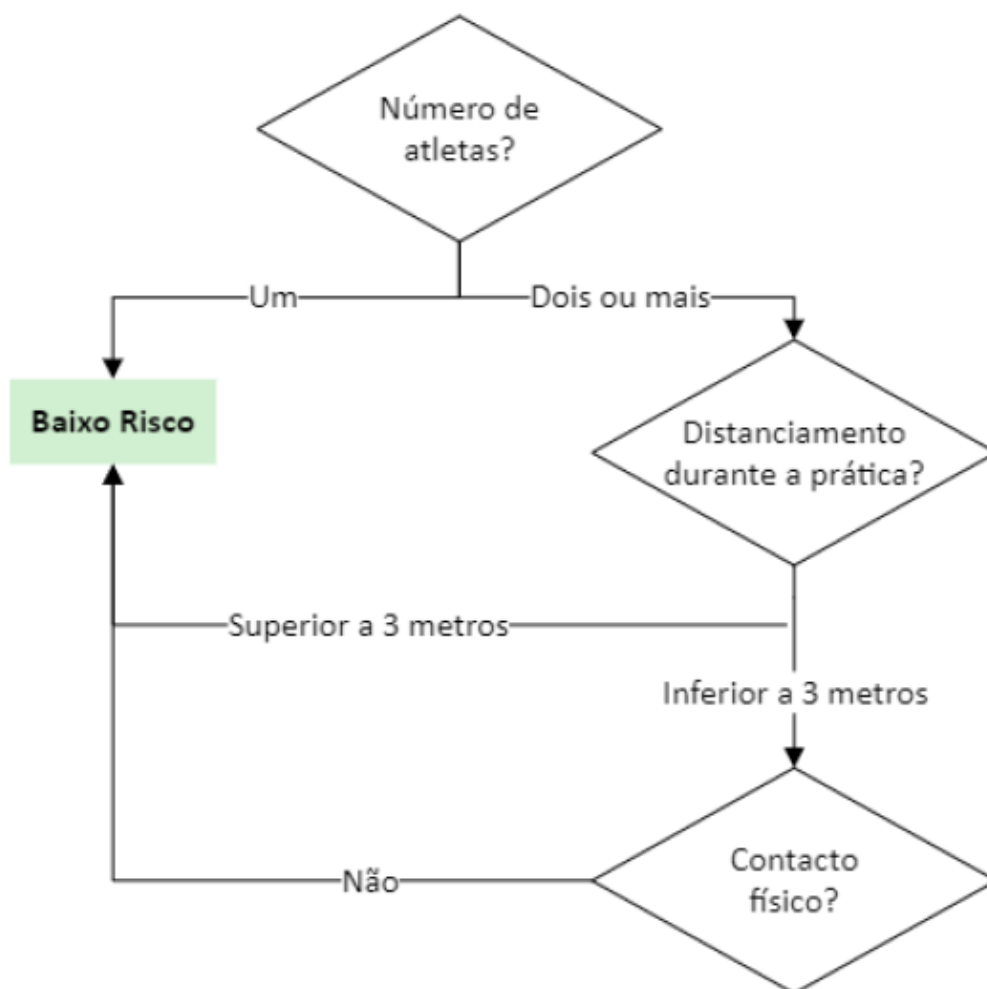 Número de
atletas?
Um
Dois ou mais
Baixo Risco
Distanciamento
durante a prática?
Superior a 3 metros
Inferior a 3 metros
Não
Contacto
físico?